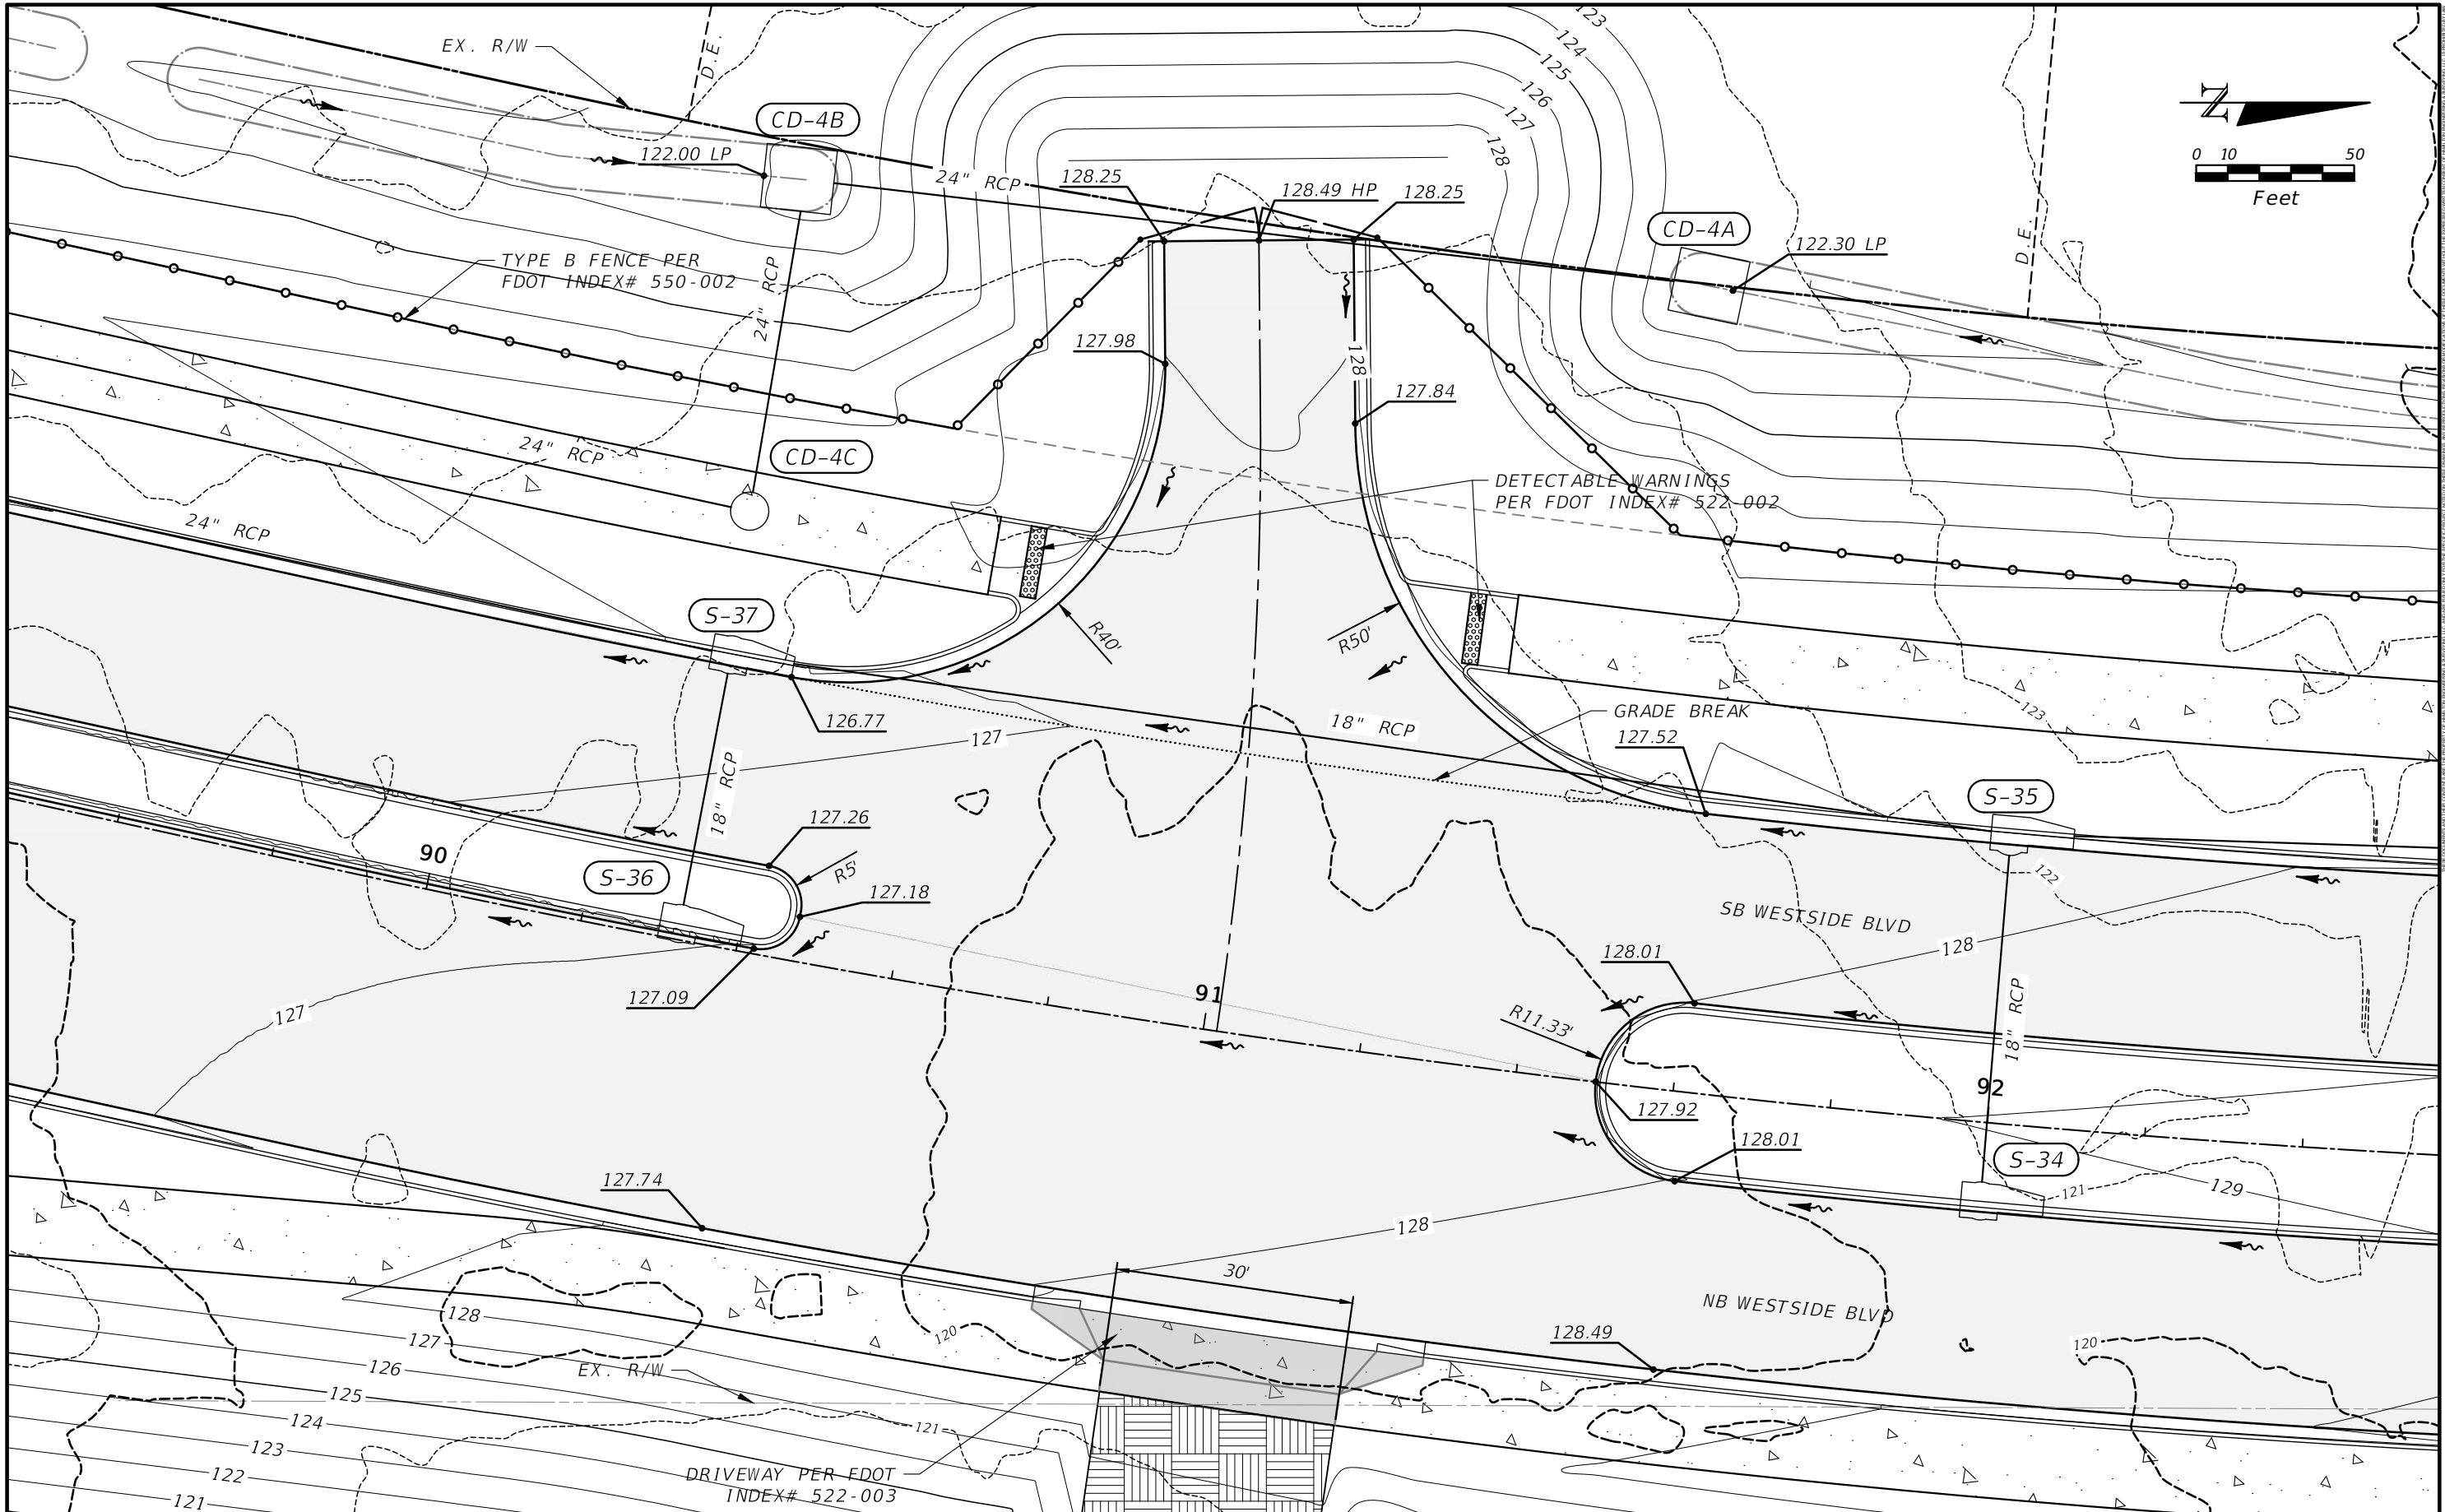 EX. R/W
D.E.
123
124
125
126
127
128
N
0 10 50
Feet
CD-4B
122.00 LP
24" RCP
128.25
128.49 HP
128.25
CD-4A
122.30 LP
D.E.
TYPE B FENCE PER
FDOT INDEX# 550-002
24" RCP
127.98
128
127.84
24" RCP
CD-4C
DETECTABLE WARNINGS
PER FDOT INDEX# 522-002
24" RCP
S-37
R40'
R50'
126.77
127
18" RCP
GRADE BREAK
127.52
123
18" RCP
S-35
127.26
90
S-36
R5'
127.18
122
SB WESTSIDE BLVD
128
128.01
127.09
127
91
R11.33'
18" RCP
92
127.92
128.01
S-34
121
129
127.74
128
30'
NB WESTSIDE BLVD
128.49
120
120
128
127
126
EX. R/W
125
124
121
123
122
DRIVEWAY PER FDOT
INDEX# 522-003
121